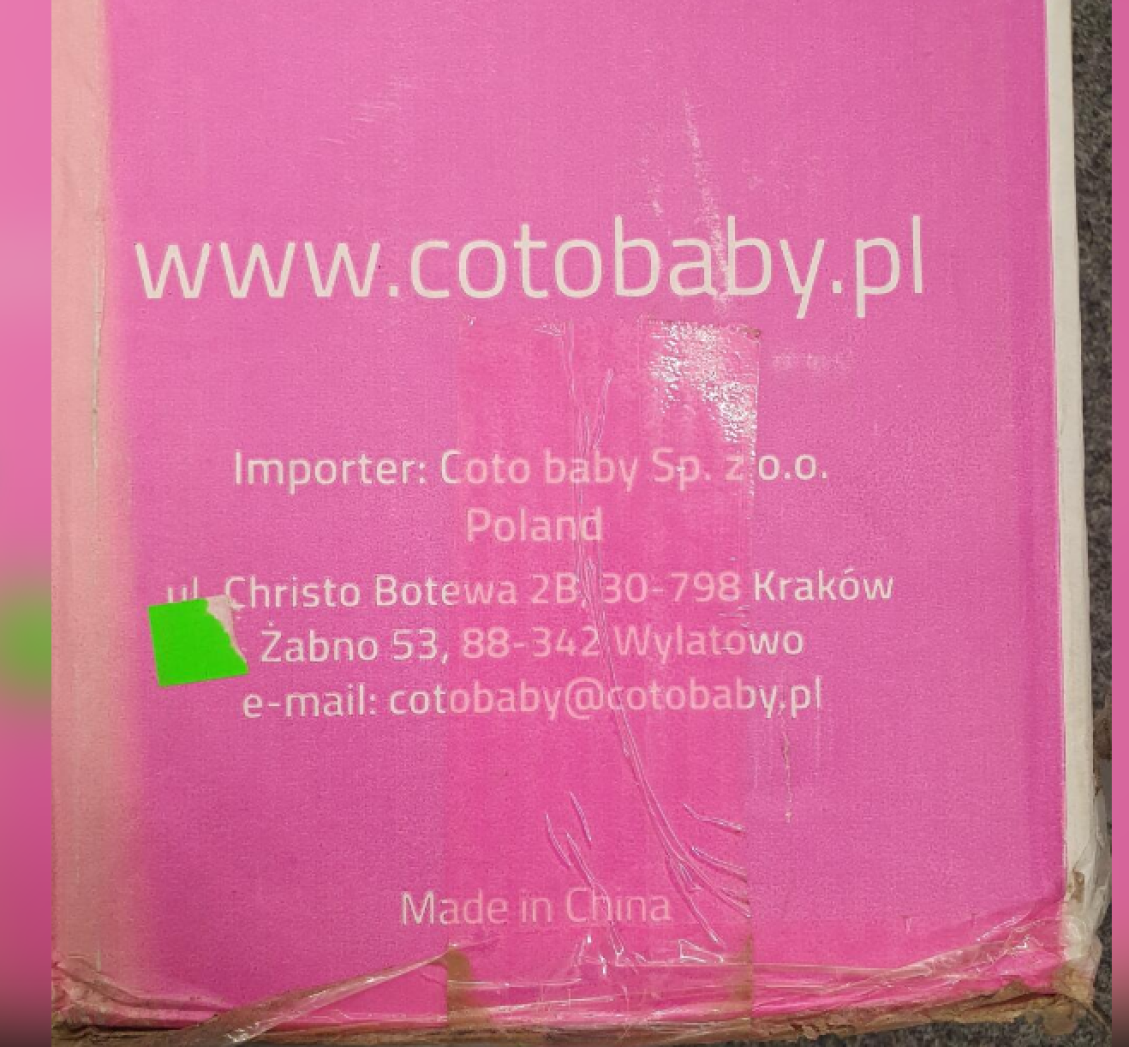 www.cotobaby.pl
Importer: Coto baby Sp. z o.o.
Poland
ul. Christo Botewa 2B, 30-798 Kraków
Żabno 53, 88-342 Wylatowo
e-mail: cotobaby@cotobaby.pl
Made in China